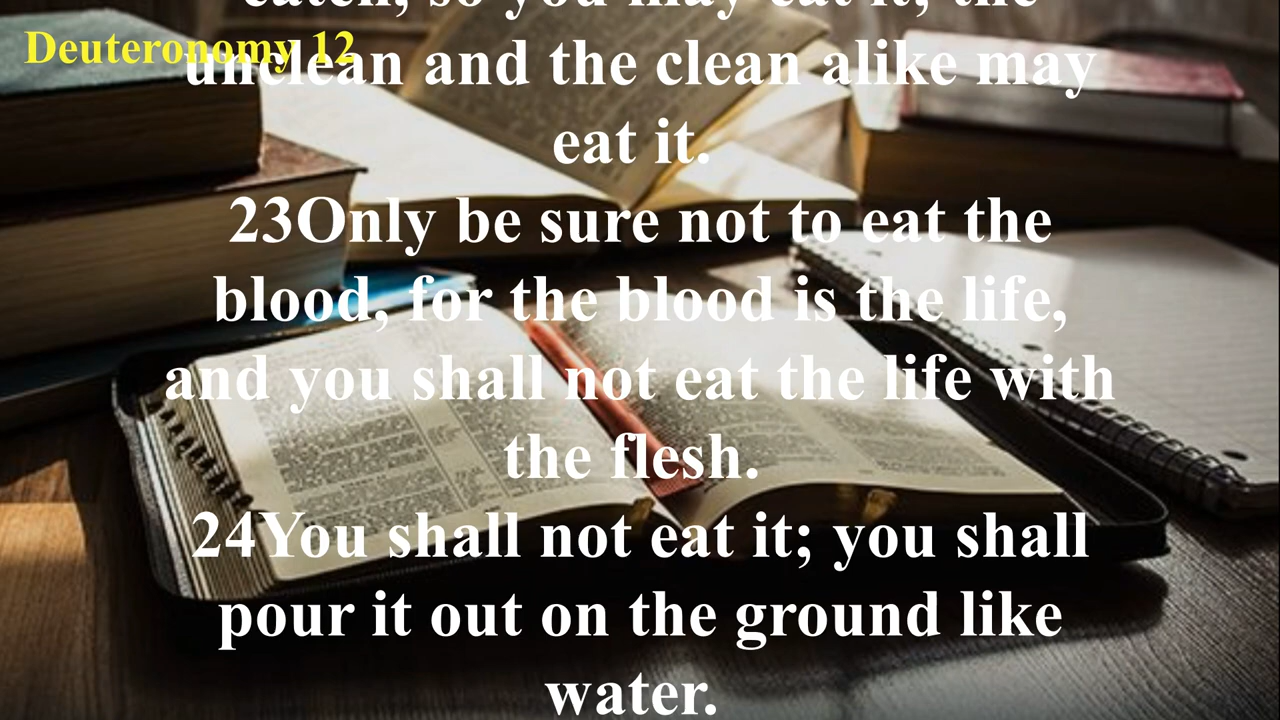 eaten, so you may eat it; the
Deuteronomy 12
unclean and the clean alike may
eat it.
23Only be sure not to eat the
blood, for the blood is the life,
and you shall not eat the life with
the flesh.
24You shall not eat it; you shall
pour it out on the ground like
water.